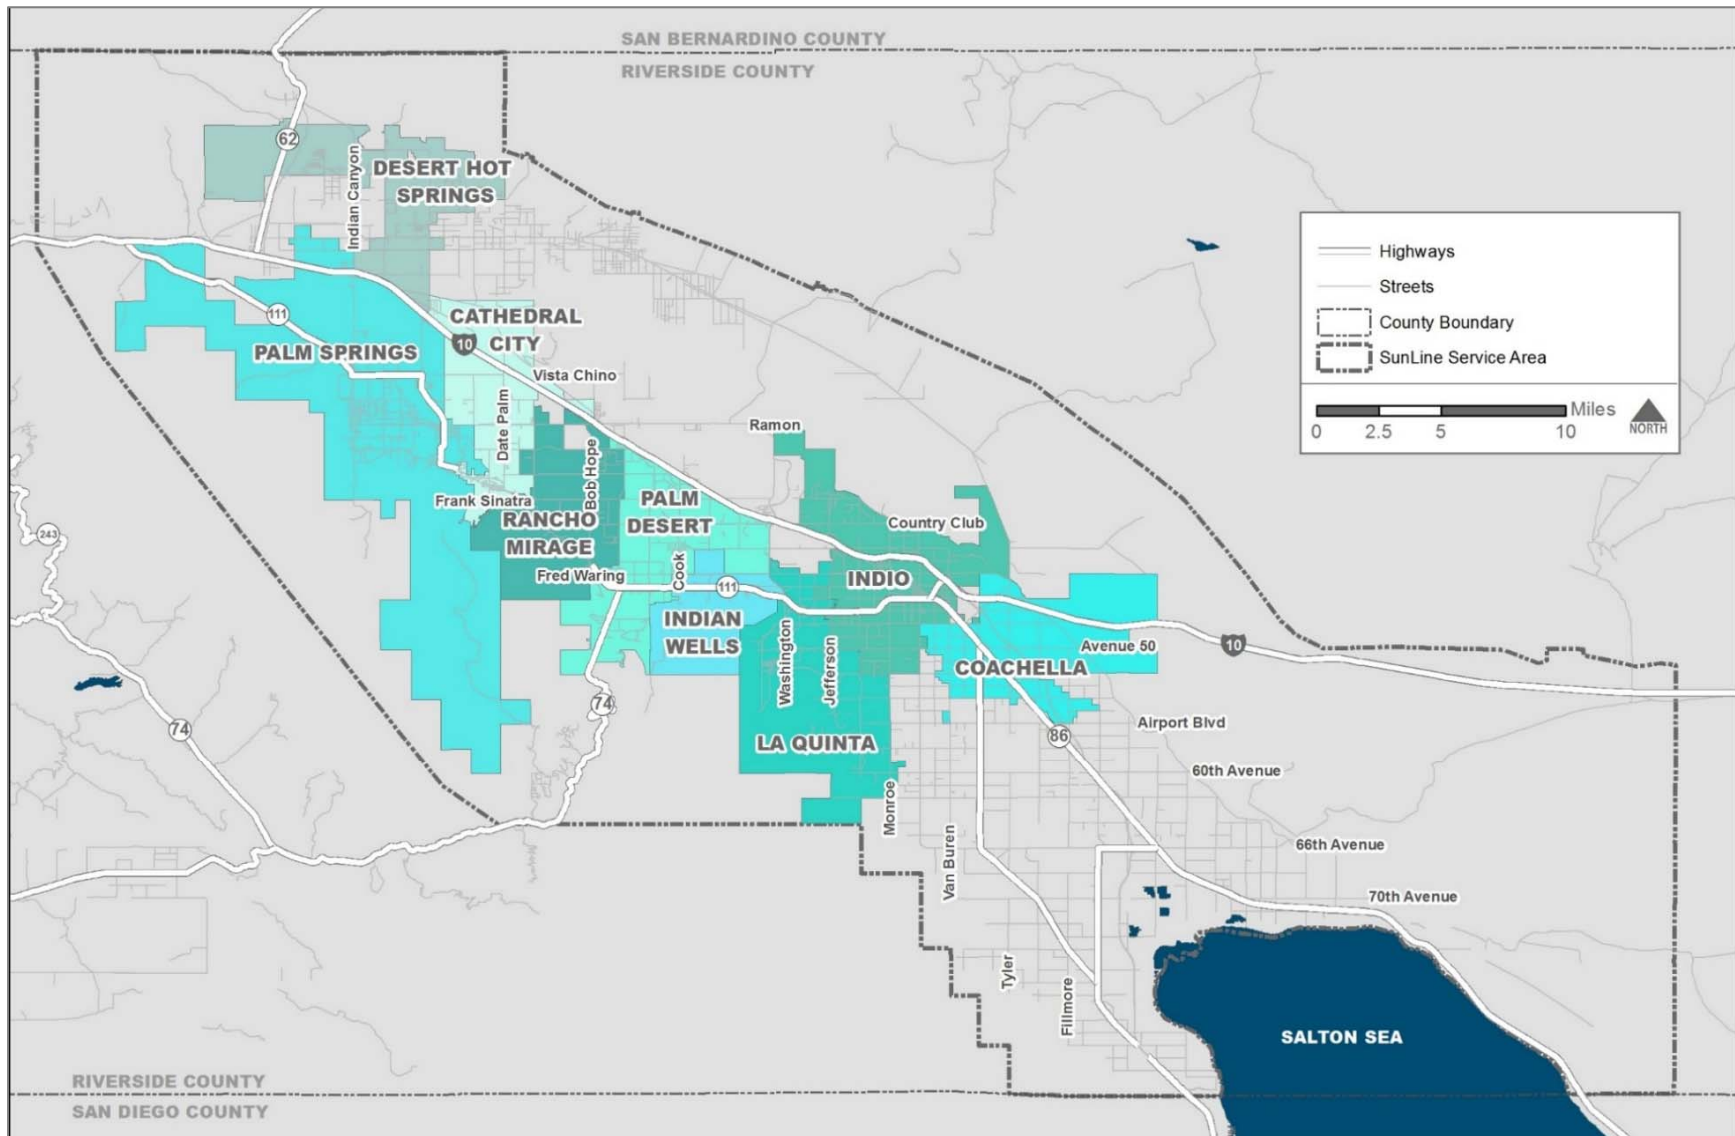 SAN BERNARDINO COUNTY
RIVERSIDE COUNTY
62
Indian Canyon
DESERT HOT
SPRINGS
Highways
Streets
County Boundary
SunLine Service Area
Miles
0 2.5 5 10
NORTH
111
PALM SPRINGS
CATHEDRAL
CITY
10
Vista Chino
Date Palm
Ramon
Bob Hope
Frank Sinatra
RANCHO
MIRAGE
PALM
DESERT
Country Club
243
Fred Waring
Cook
111
INDIO
INDIAN
WELLS
Washington
Jefferson
COACHELLA
Avenue 50
10
74
74
LA QUINTA
86
Airport Blvd
60th Avenue
Monroe
66th Avenue
Van Buren
70th Avenue
Tyler
Fillmore
SALTON SEA
RIVERSIDE COUNTY
SAN DIEGO COUNTY